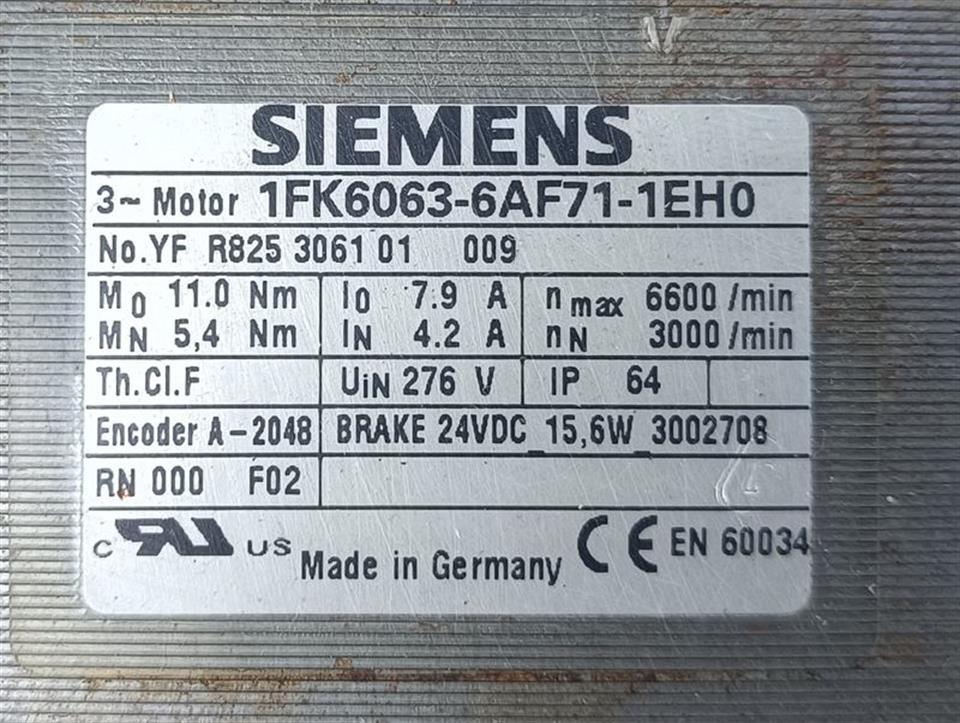 SIEMENS
3~ Motor 1FK6063-6AF71-1EH0
No.YF R825 3061 01 009
M0 11.0 Nm I0 7.9 A n max 6600 /min
MN 5,4 Nm IN 4.2 A nN 3000 /min
Th.Cl.F UiN 276 V IP 64
Encoder A-2048 BRAKE 24VDC 15,6W 3002708
RN 000 F02
c RU US Made in Germany CE EN 60034